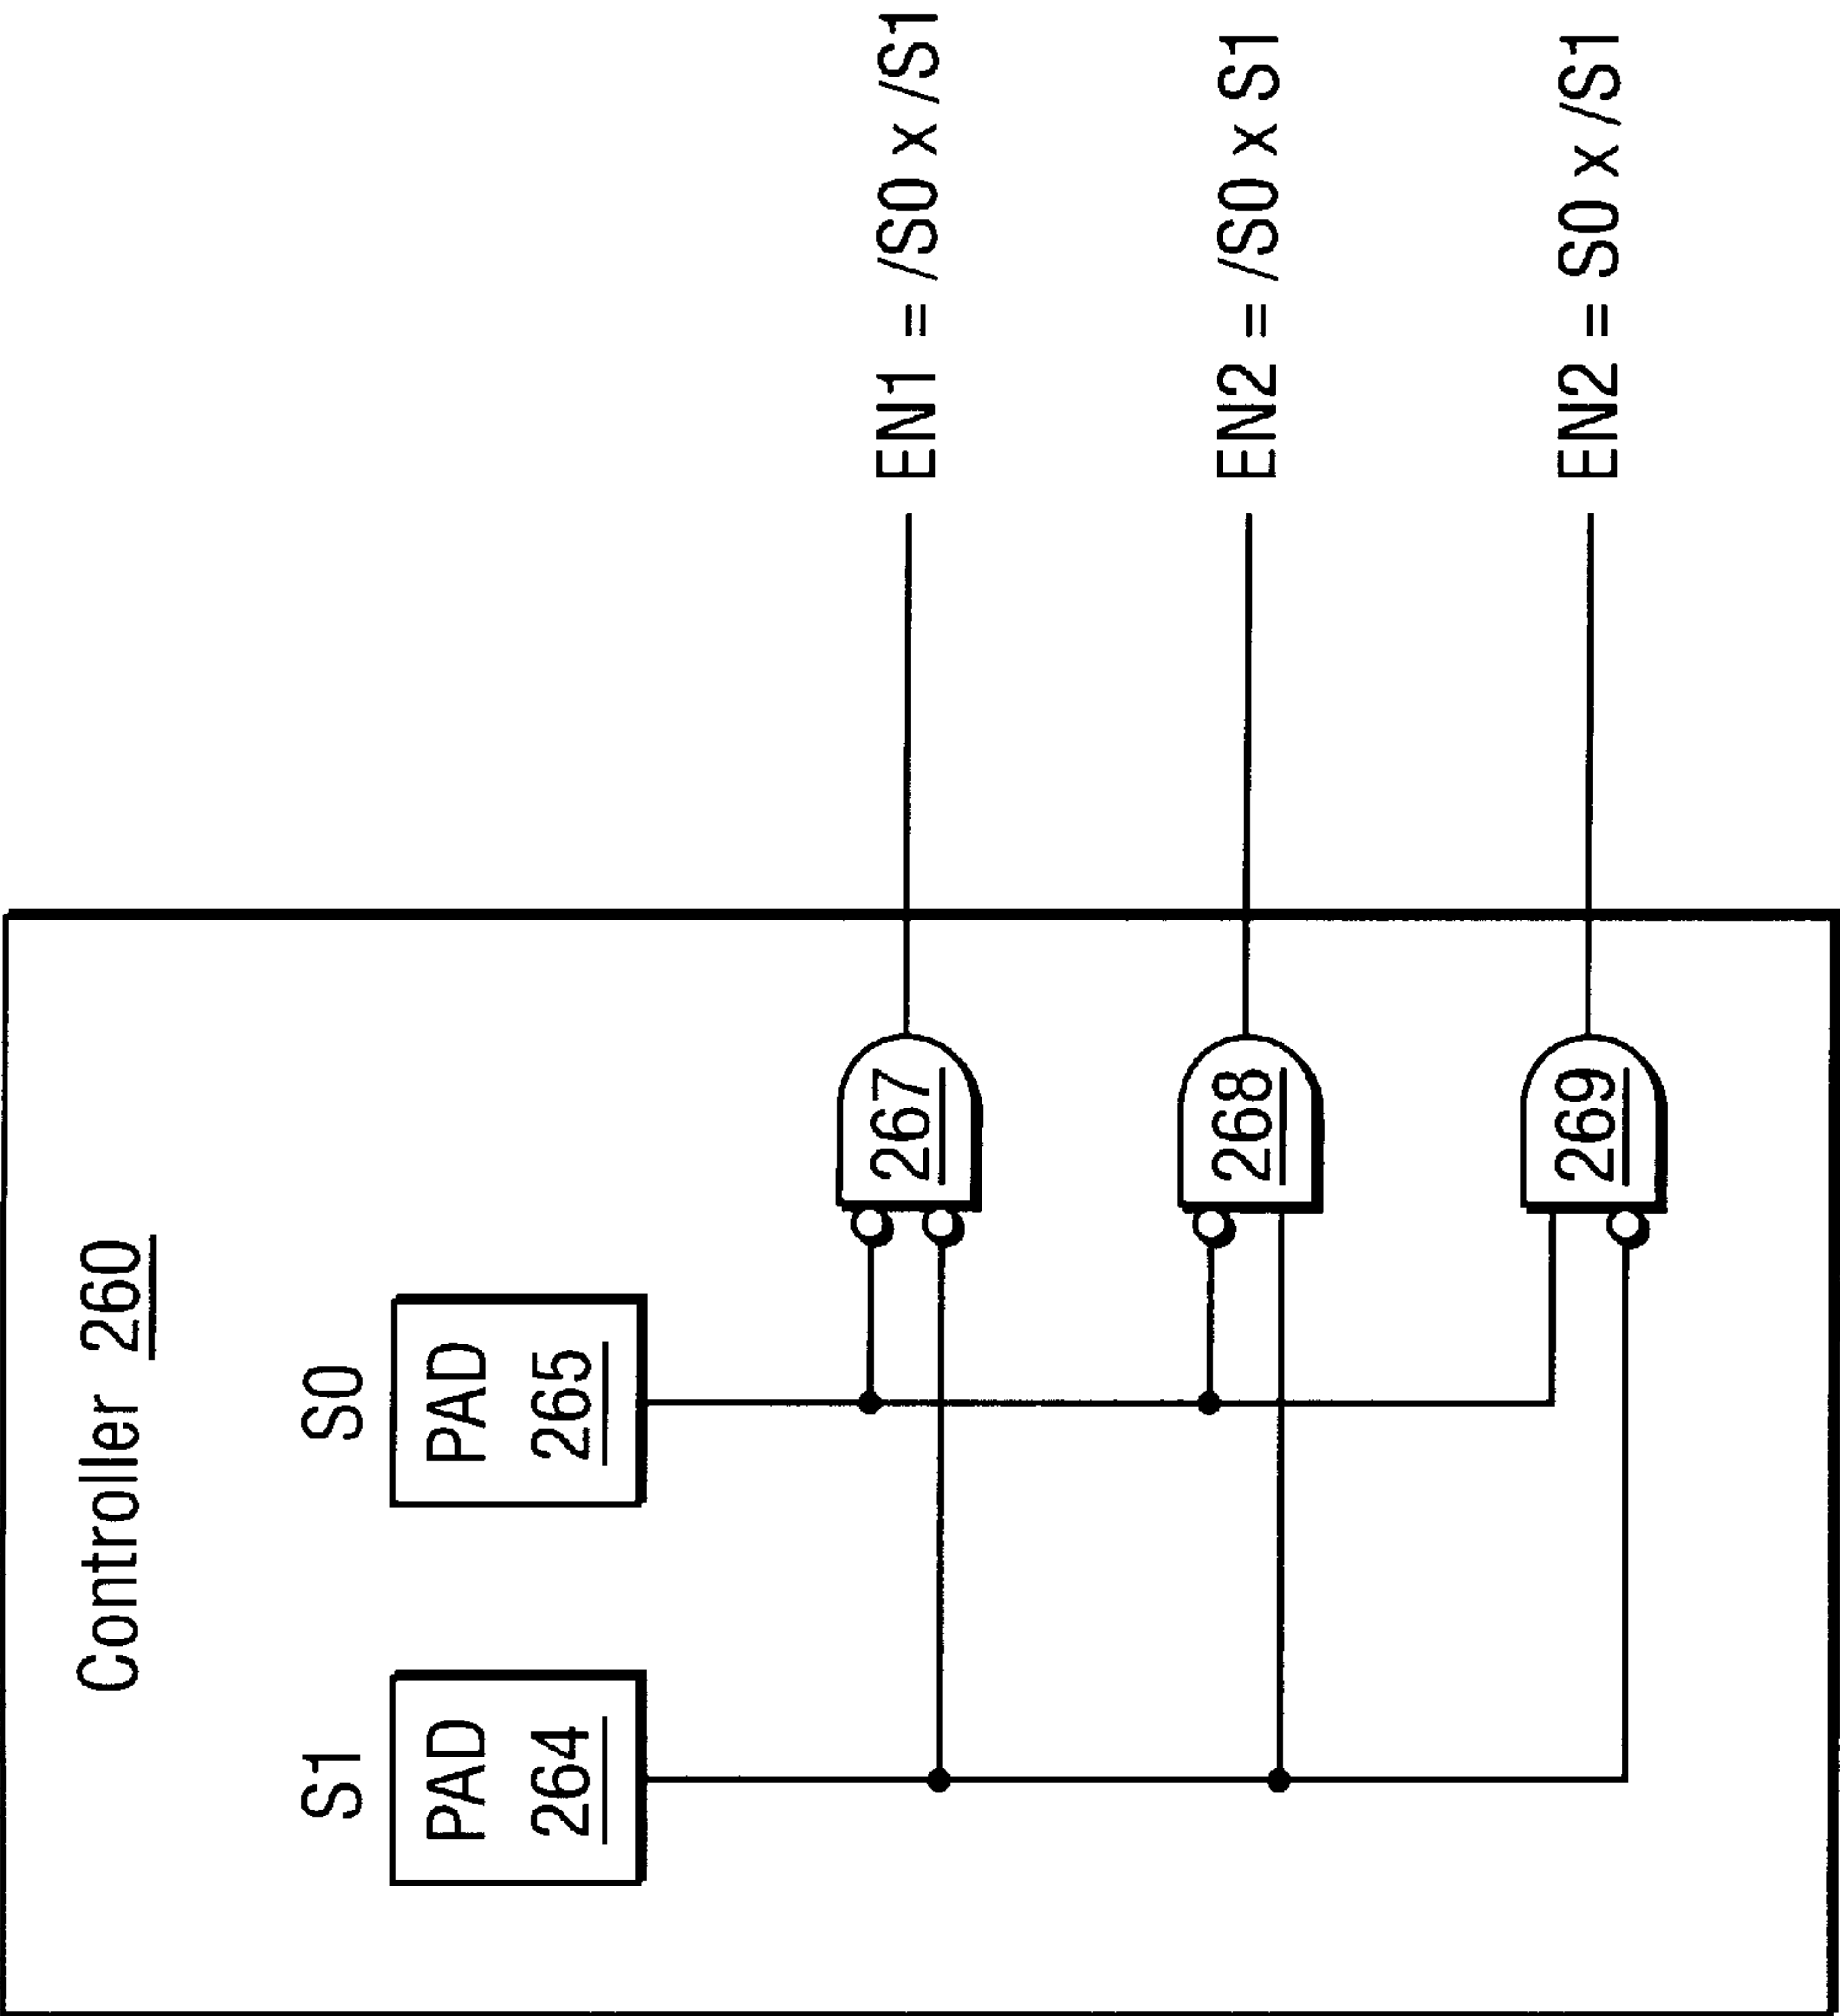 Controller 260
S1
S0
PAD
264
PAD
265
267
EN1 = /S0 x /S1
268
EN2 = /S0 x S1
269
EN2 = S0 x /S1